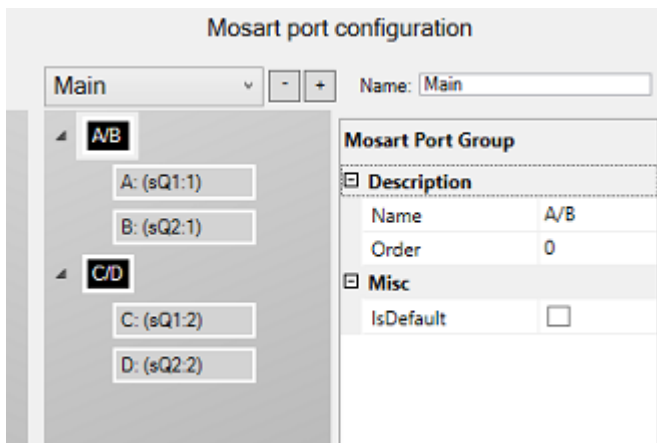 Mosart port configuration
Main - + Name: Main
A/B
A: (sQ1:1)
B: (sQ2:1)
C/D
C: (sQ1:2)
D: (sQ2:2)
Mosart Port Group
Description
Name A/B
Order 0
Misc
IsDefault